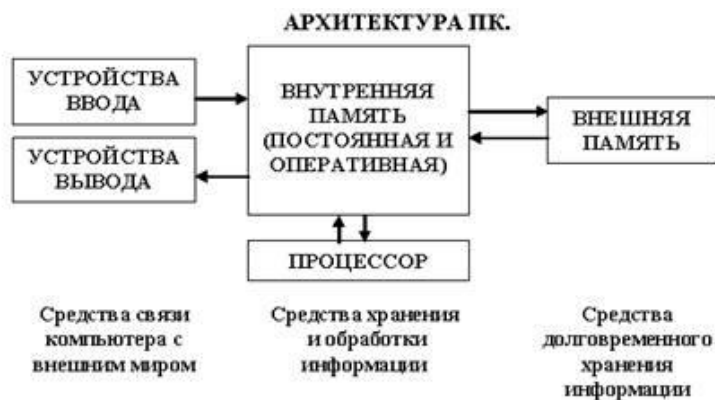 АРХИТЕКТУРА ПК.
УСТРОЙСТВА
ВВОДА
УСТРОЙСТВА
ВЫВОДА
ВНУТРЕННЯЯ
ПАМЯТЬ
(ПОСТОЯННАЯ И
ОПЕРАТИВНАЯ)
ВНЕШНЯЯ
ПАМЯТЬ
ПРОЦЕССОР
Средства связи
компьютера с
внешним миром
Средства хранения
и обработки
информации
Средства
долговременного
хранения
информации